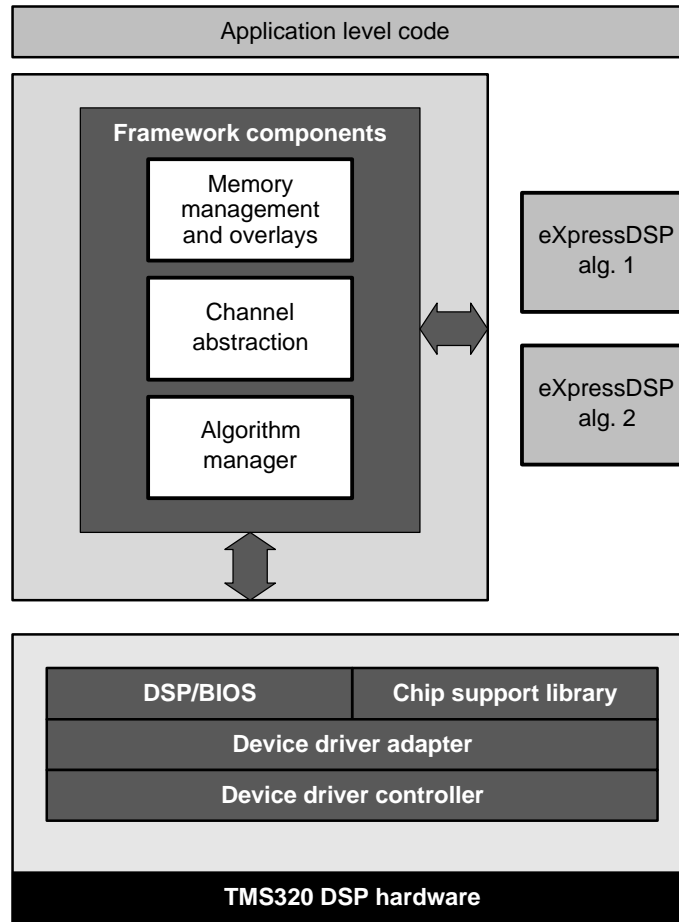 Application level code
Framework components
Memory
management
and overlays
Channel
abstraction
Algorithm
manager
eXpressDSP
alg. 1
eXpressDSP
alg. 2
DSP/BIOS
Chip support library
Device driver adapter
Device driver controller
TMS320 DSP hardware